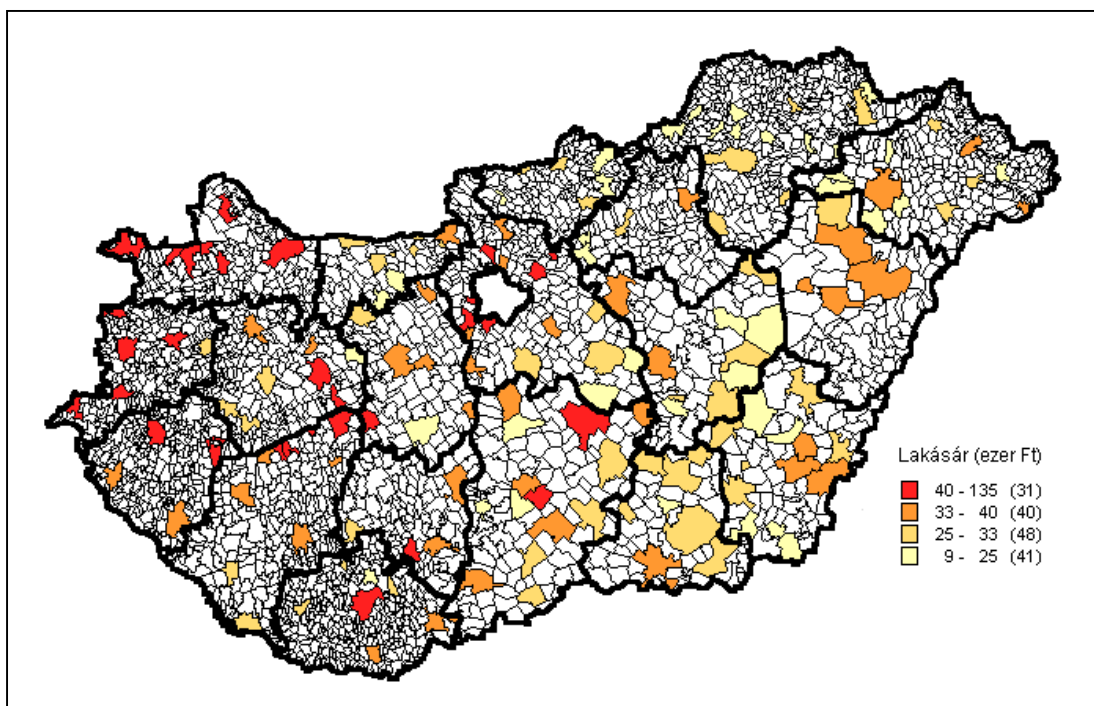 Lakásár (ezer Ft)
40 - 135 (31)
33 - 40 (40)
25 - 33 (48)
9 - 25 (41)